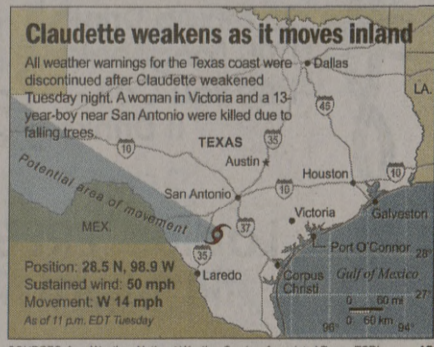 Claudette weakens as it moves inland
All weather warnings for the Texas coast were
discontinued after Claudette weakened
Tuesday night. A woman in Victoria and a 13-
year-boy near San Antonio were killed due to
falling trees.
Dallas
LA.
45
35
TEXAS
10
Austin
Houston
10
10
San Antonio
Potential area of movement
Victoria
Galveston
37
MEX.
Port O'Connor
28°
35
Position: 28.5 N, 98.9 W
Laredo
Corpus
Christi
Gulf of Mexico
Sustained wind: 50 mph
27°
Movement: W 14 mph
0 60 mi
0 60 km
As of 11 p.m. EDT Tuesday
96°
94°